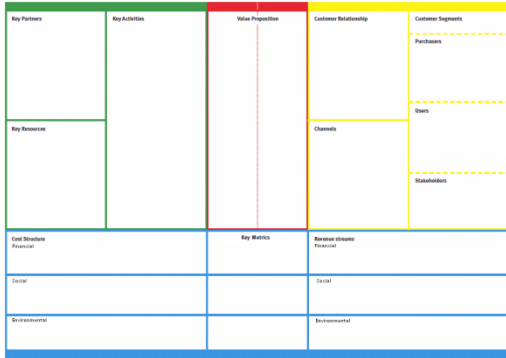 Key Partners
Key Activities
Value Proposition
Customer Relationship
Customer Segments
Purchasers
Users
Key Resources
Channels
Stakeholders
Cost Structure
Financial
Key Metrics
Revenue streams
Financial
Social
Social
Environmental
Environmental